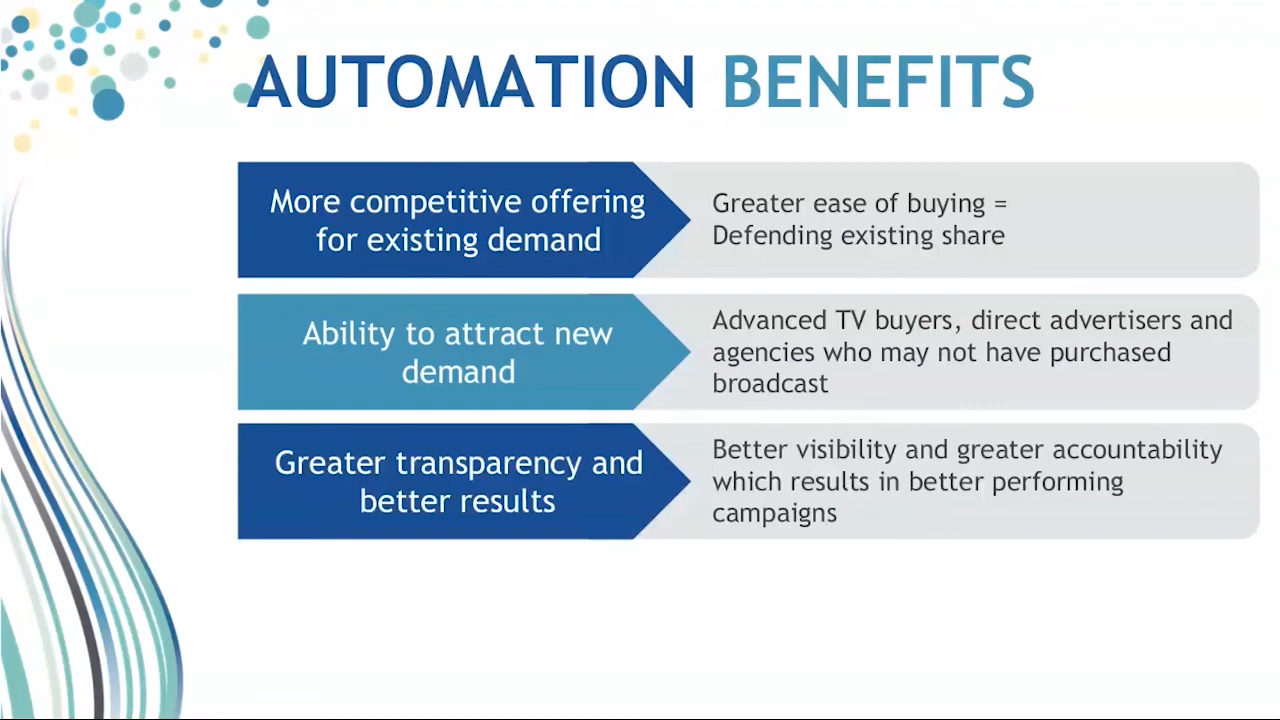 AUTOMATION BENEFITS
More competitive offering
for existing demand
Greater ease of buying =
Defending existing share
Ability to attract new
demand
Advanced TV buyers, direct advertisers and
agencies who may not have purchased
broadcast
Greater transparency and
better results
Better visibility and greater accountability
which results in better performing
campaigns